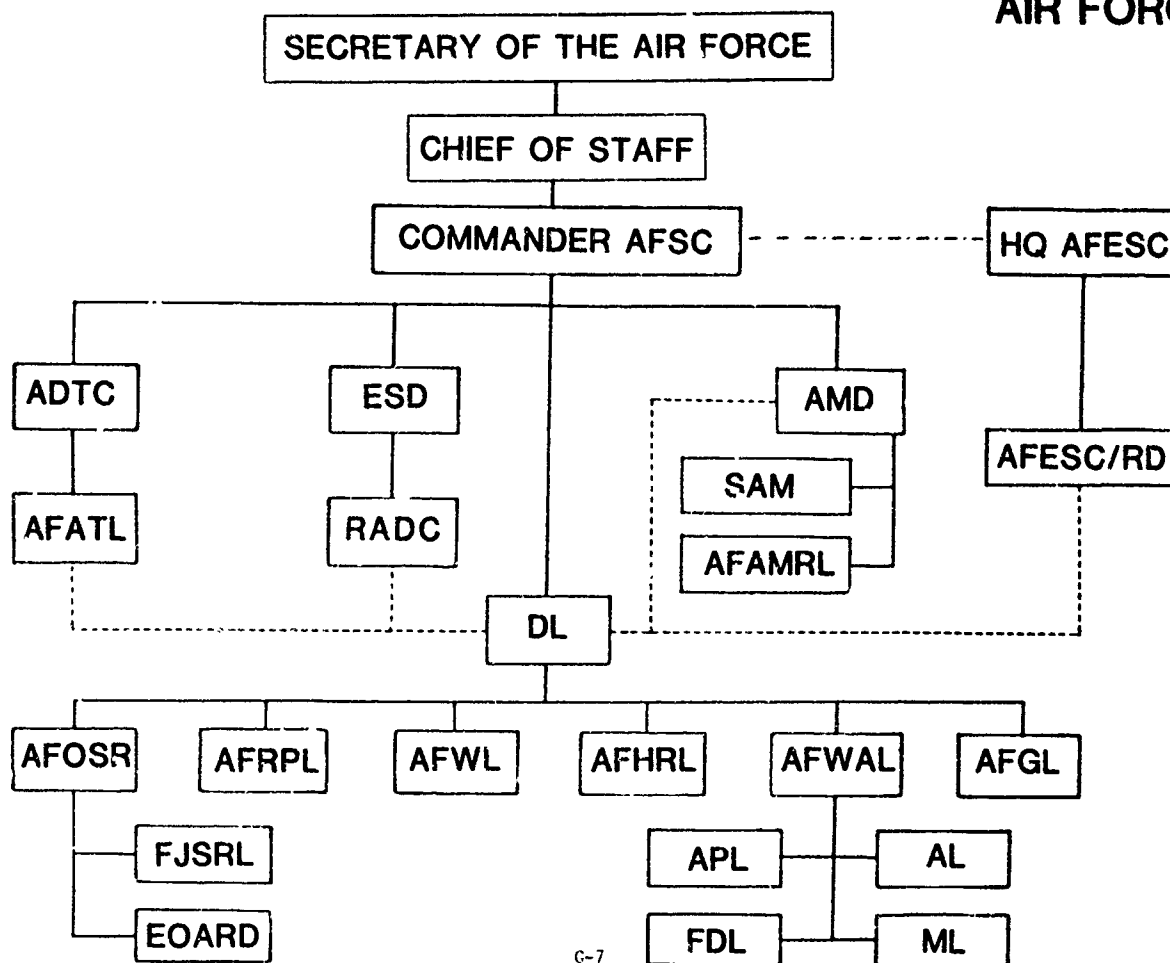 AIR FORC
SECRETARY OF THE AIR FORCE
CHIEF OF STAFF
COMMANDER AFSC
HQ AFESC
ADTC
ESD
AMD
AFESC/RD
SAM
AFATL
RADC
AFAMRL
DL
AFOSR
AFRPL
AFWL
AFHRL
AFWAL
AFGL
FJSRL
APL
AL
EOARD
FDL
ML
G-7